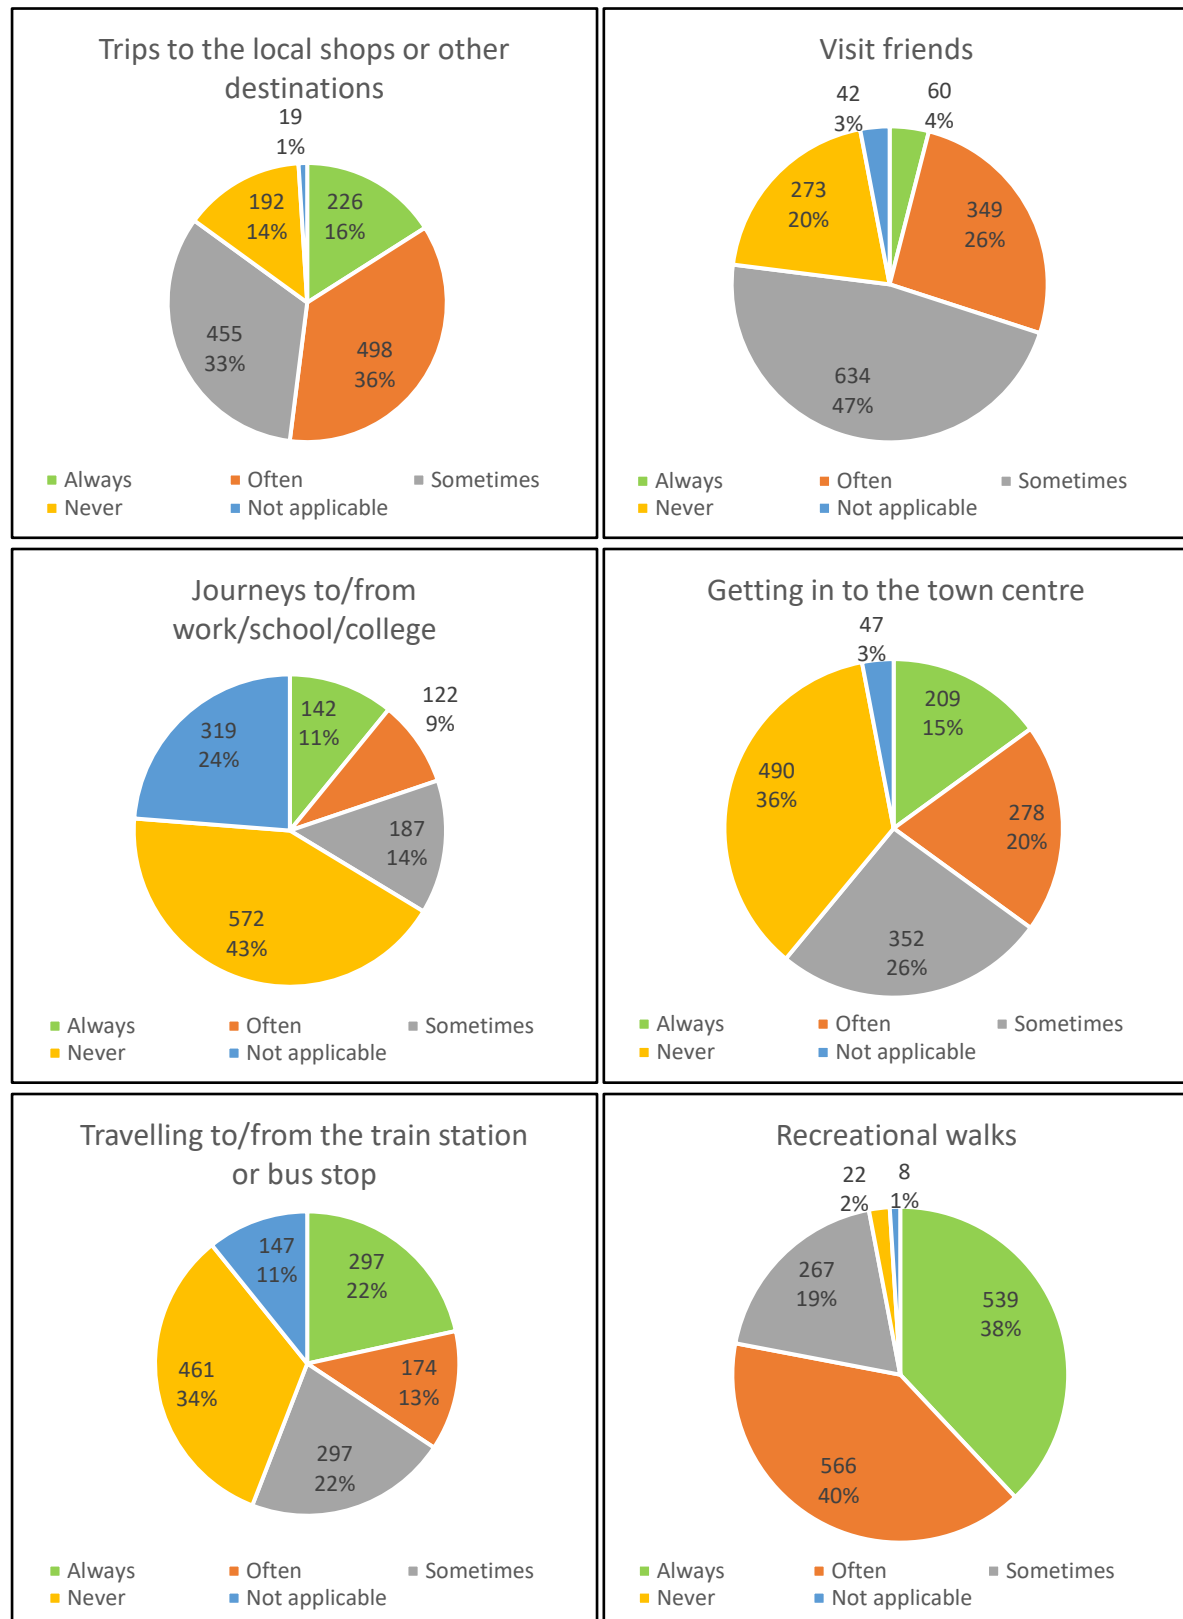 Trips to the local shops or other
destinations
19
1%
192
14%
226
16%
455
33%
498
36%
Always Often Sometimes
Never Not applicable
Visit friends
42
3%
60
4%
273
20%
349
26%
634
47%
Always Often Sometimes
Never Not applicable
Journeys to/from
work/school/college
319
24%
142
11%
122
9%
187
14%
572
43%
Always Often Sometimes
Never Not applicable
Getting in to the town centre
47
3%
209
15%
490
36%
278
20%
352
26%
Always Often Sometimes
Never Not applicable
Travelling to/from the train station
or bus stop
147
11%
297
22%
461
34%
174
13%
297
22%
Always Often Sometimes
Never Not applicable
Recreational walks
22
2%
8
1%
267
19%
539
38%
566
40%
Always Often Sometimes
Never Not applicable